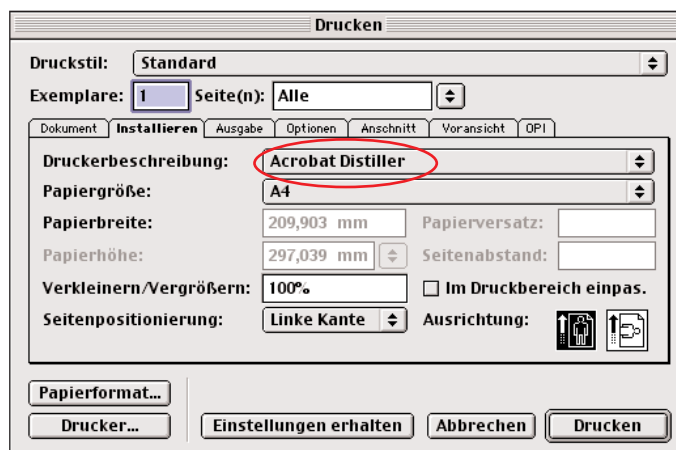 Drucken
Druckstil: Standard
Exemplare: 1 Seite(n): Alle
Dokument Installieren Ausgabe Optionen Anschnitt Voransicht OPI
Druckerbeschreibung: Acrobat Distiller
Papiergröße: A4
Papierbreite: 209,903 mm Papierversatz:
Papierhöhe: 297,039 mm Seitenabstand:
Verkleinern/Vergrößern: 100% Im Druckbereich einpas.
Seitenpositionierung: Linke Kante Ausrichtung:
Papierformat...
Drucker... Einstellungen erhalten Abbrechen Drucken